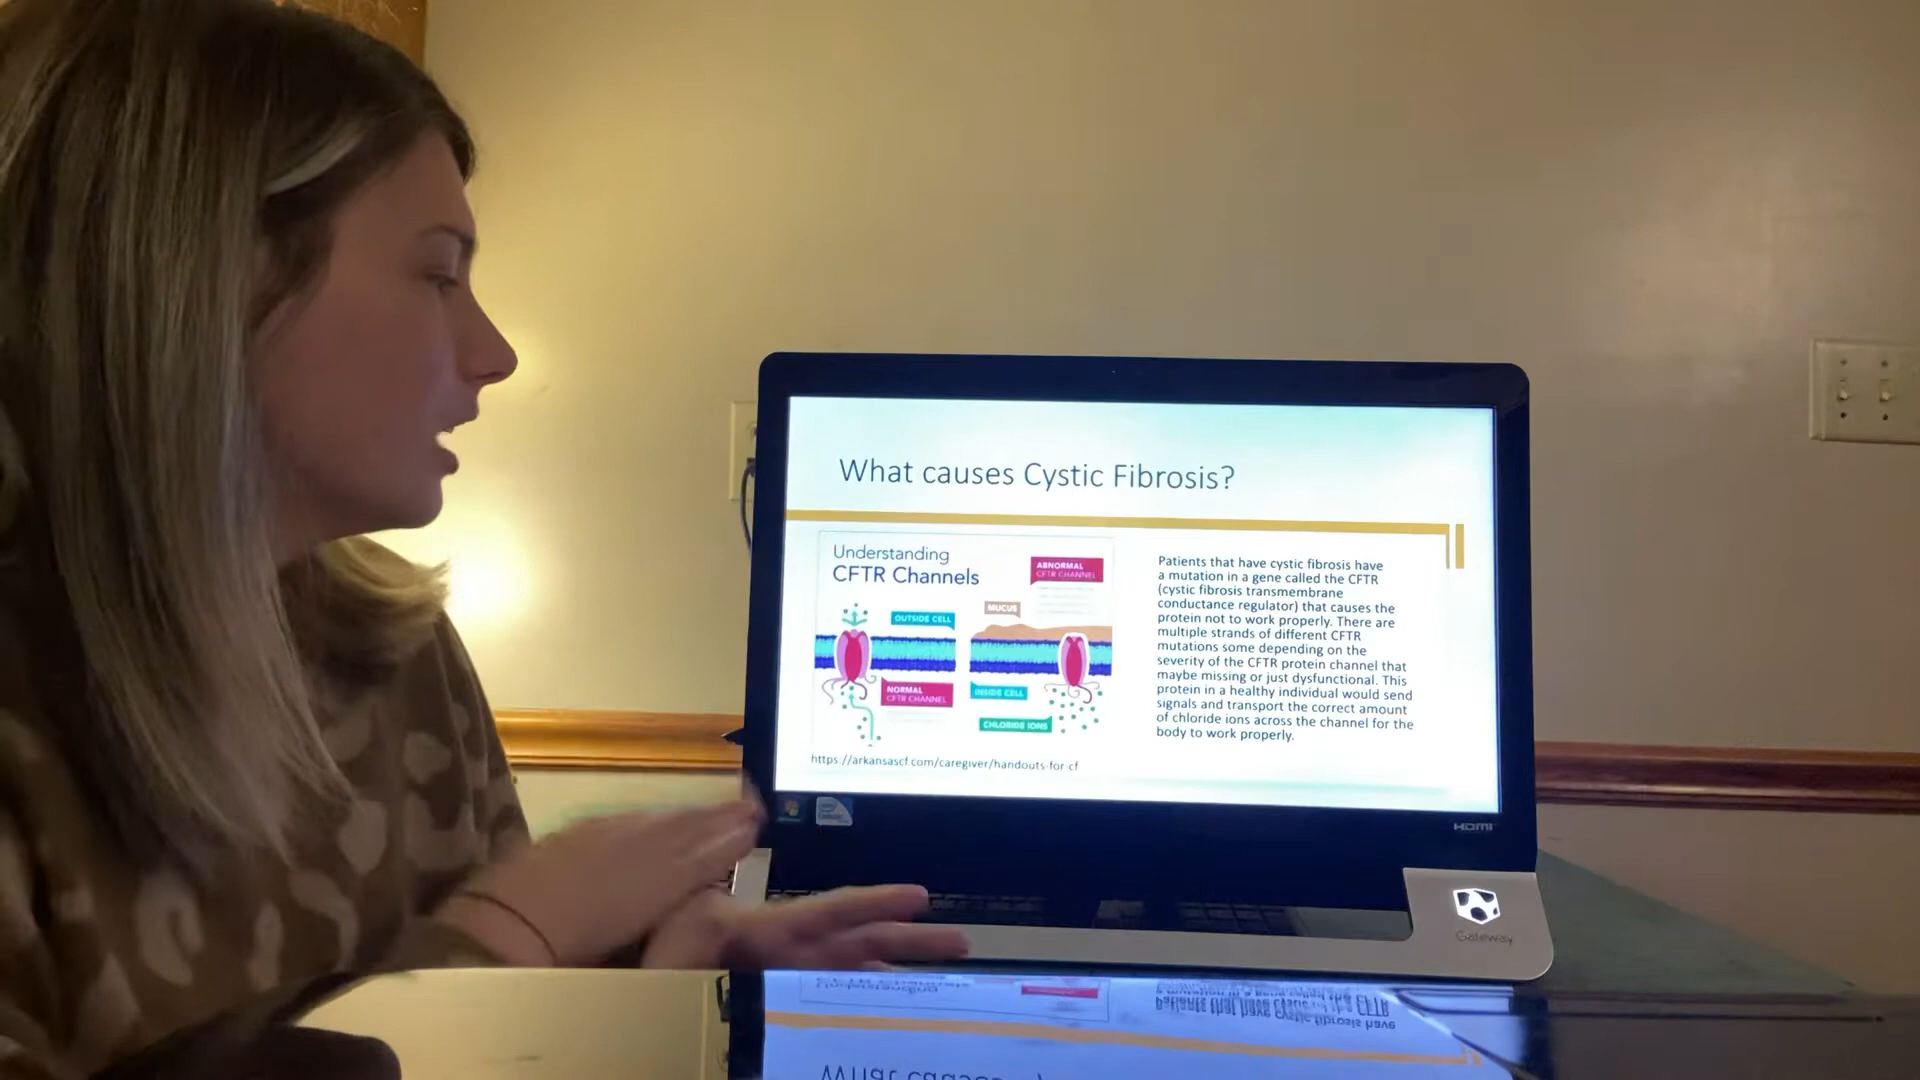 What causes Cystic Fibrosis?
Understanding
CFTR Channels
ABNORMAL
CFTR CHANNEL
MUCUS
OUTSIDE CELL
NORMAL
CFTR CHANNEL
INSIDE CELL
CHLORIDE IONS
https://arkansascf.com/caregiver/handouts-for-cf
Patients that have cystic fibrosis have
a mutation in a gene called the CFTR
(cystic fibrosis transmembrane
conductance regulator) that causes the
protein not to work properly. There are
multiple strands of different CFTR
mutations some depending on the
severity of the CFTR protein channel that
maybe missing or just dysfunctional. This
protein in a healthy individual would send
signals and transport the correct amount
of chloride ions across the channel for the
body to work properly.
HDMI
Gateway